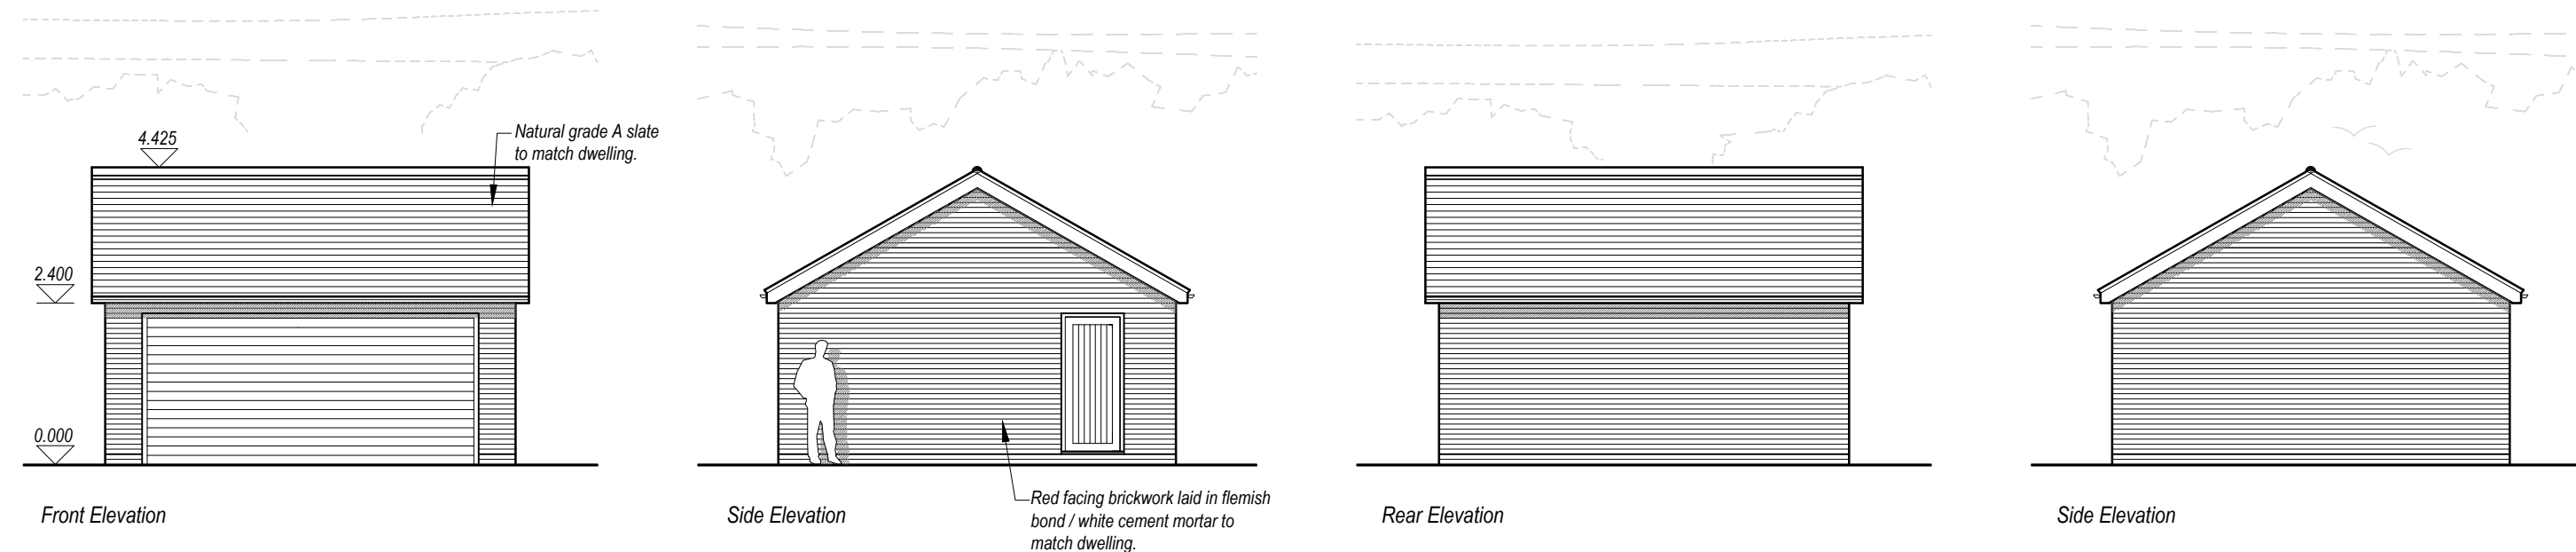 4.425
Natural grade A slate
to match dwelling.
2.400
0.000
Front Elevation
Side Elevation
Red facing brickwork laid in flemish
bond / white cement mortar to
match dwelling.
Rear Elevation
Side Elevation